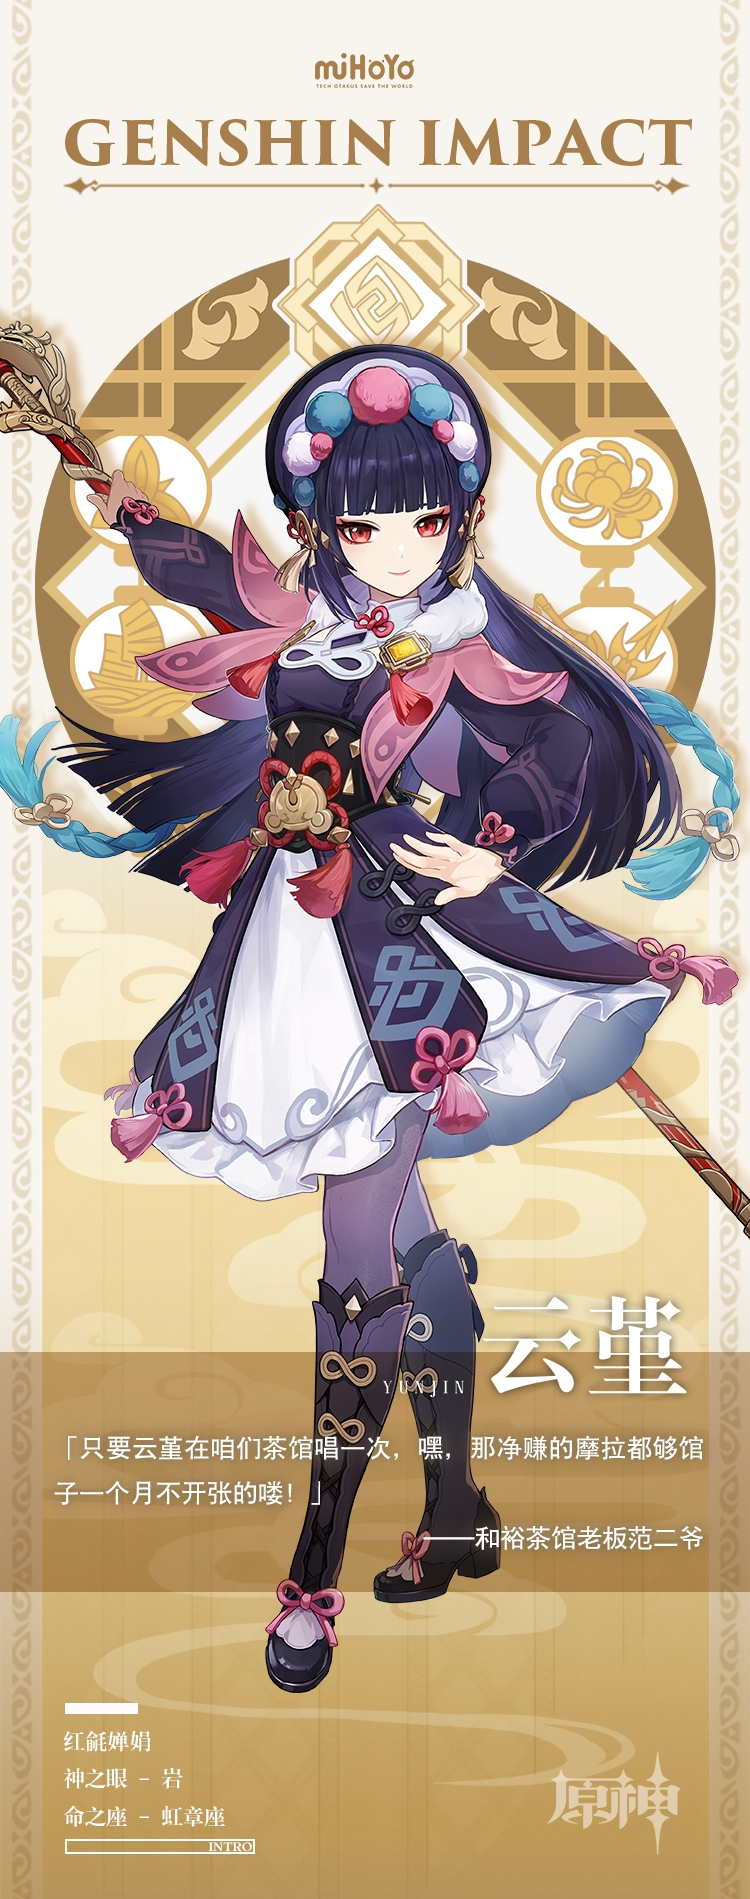 miHoYo
TECH OTAKUS SAVE THE WORLD
GENSHIN IMPACT
云堇
YUNJIN
「只要云堇在咱们茶馆唱一次，嘿，那净赚的摩拉都够馆
子一个月不开张的喽！」
——和裕茶馆老板范二爷
红毹婵娟
神之眼 - 岩
命之座 - 虹章座
INTRO
原神